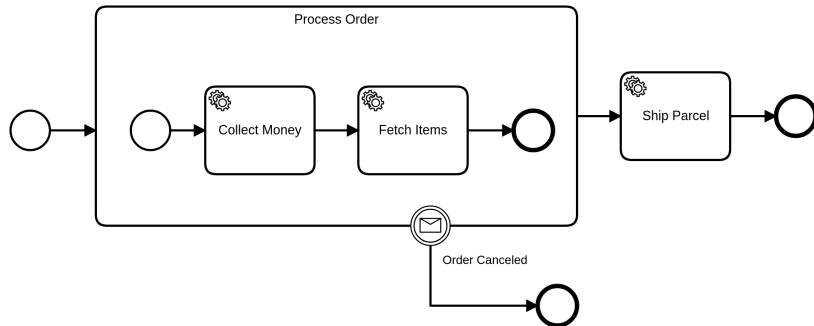 Process Order
Collect Money
Fetch Items
Ship Parcel
Order Canceled